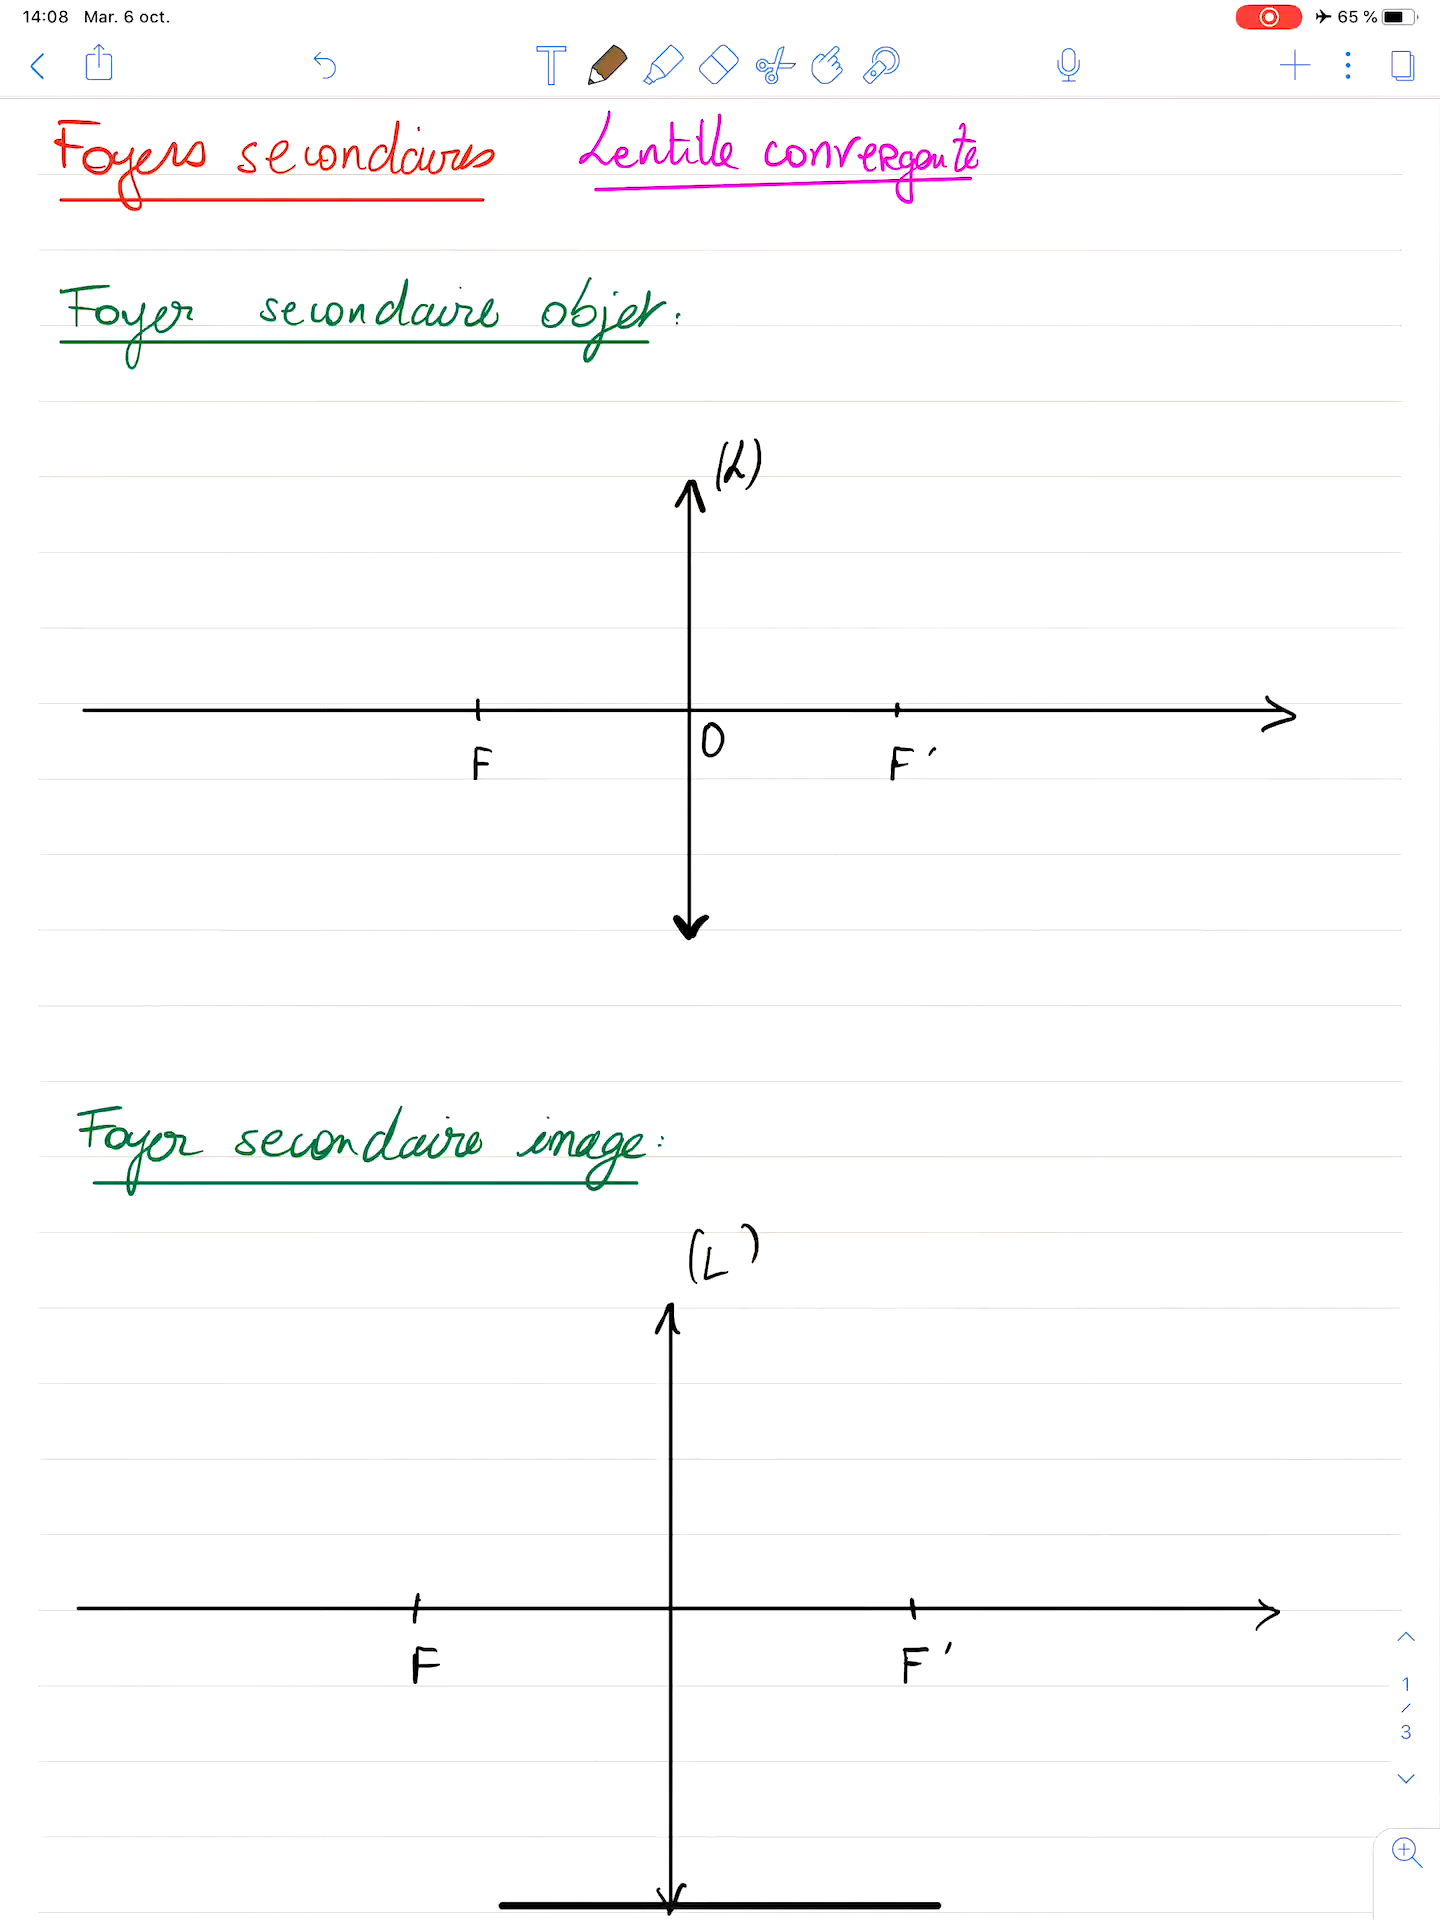 14:08 Mar. 6 oct. 65 %
T
Foyers secondaires Lentille convergente
Foyer secondaire objet:
(L)
O
F F'
Foyer secondaire image:
(L)
F F'
1
/
3